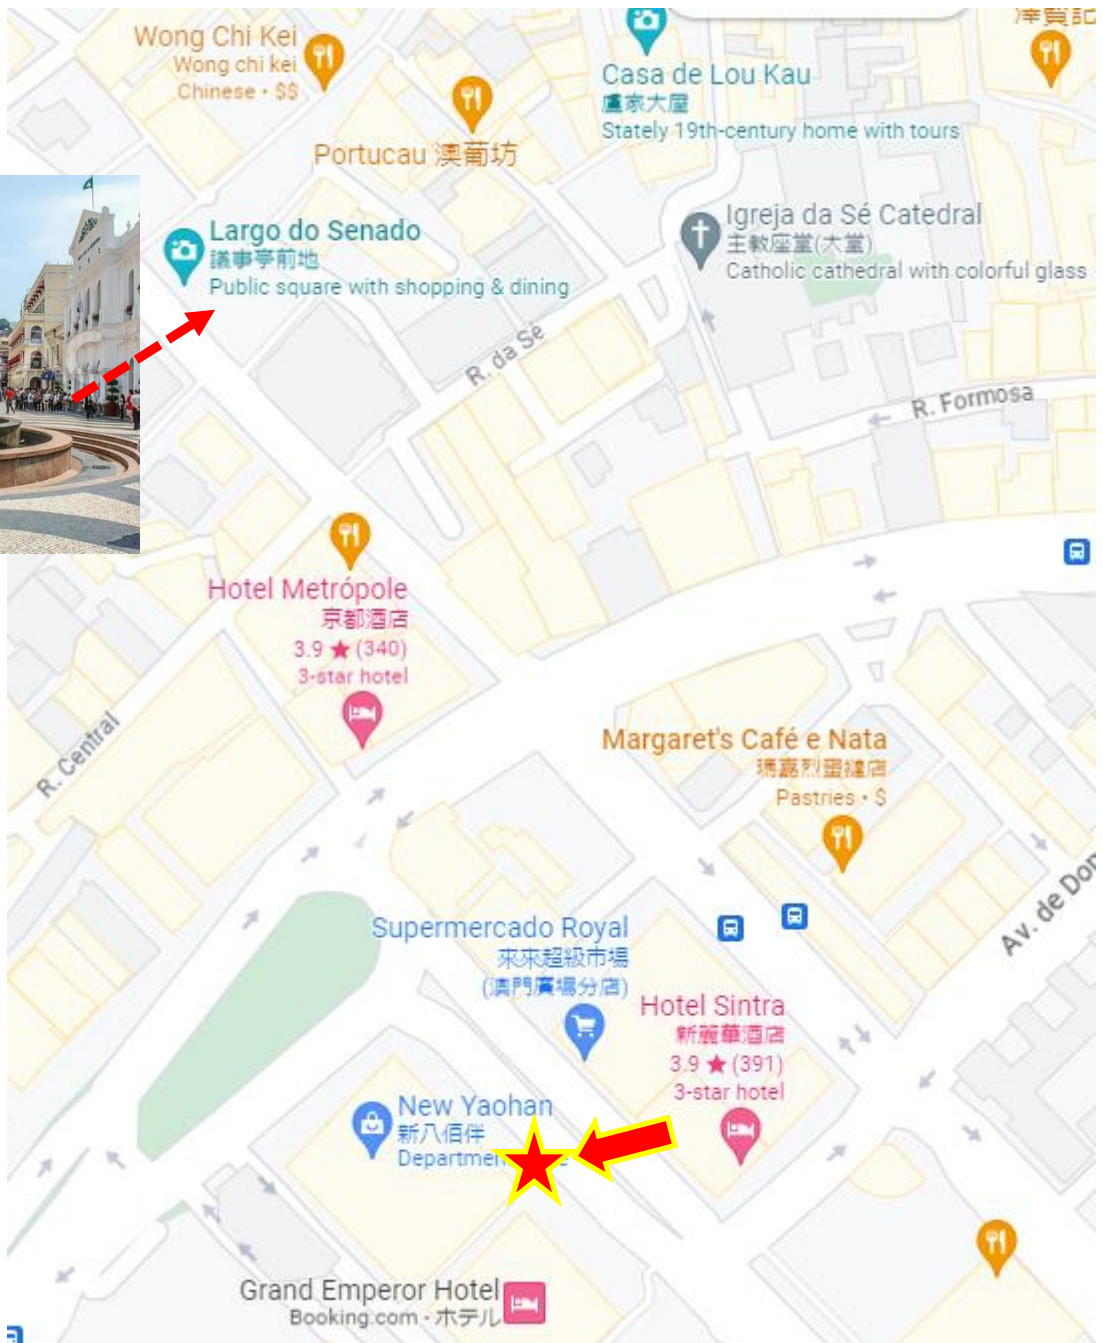 Wong Chi Kei
Wong chi kei
Chinese · $$
Portucau 澳葡坊
Casa de Lou Kau
盧家大屋
Stately 19th-century home with tours
Largo do Senado
議事亭前地
Public square with shopping & dining
Igreja da Sé Catedral
主教座堂(大堂)
Catholic cathedral with colorful glass
R. da Sé
R. Formosa
Hotel Metrópole
京都酒店
3.9 ★ (340)
3-star hotel
R. Central
Margaret's Café e Nata
瑪嘉烈蛋撻店
Pastries · $
Av. de Dom
Supermercado Royal
來來超級市場
(澳門廣場分店)
Hotel Sintra
新麗華酒店
3.9 ★ (391)
3-star hotel
New Yaohan
新八佰伴
Grand Emperor Hotel
Booking.com · ホテル